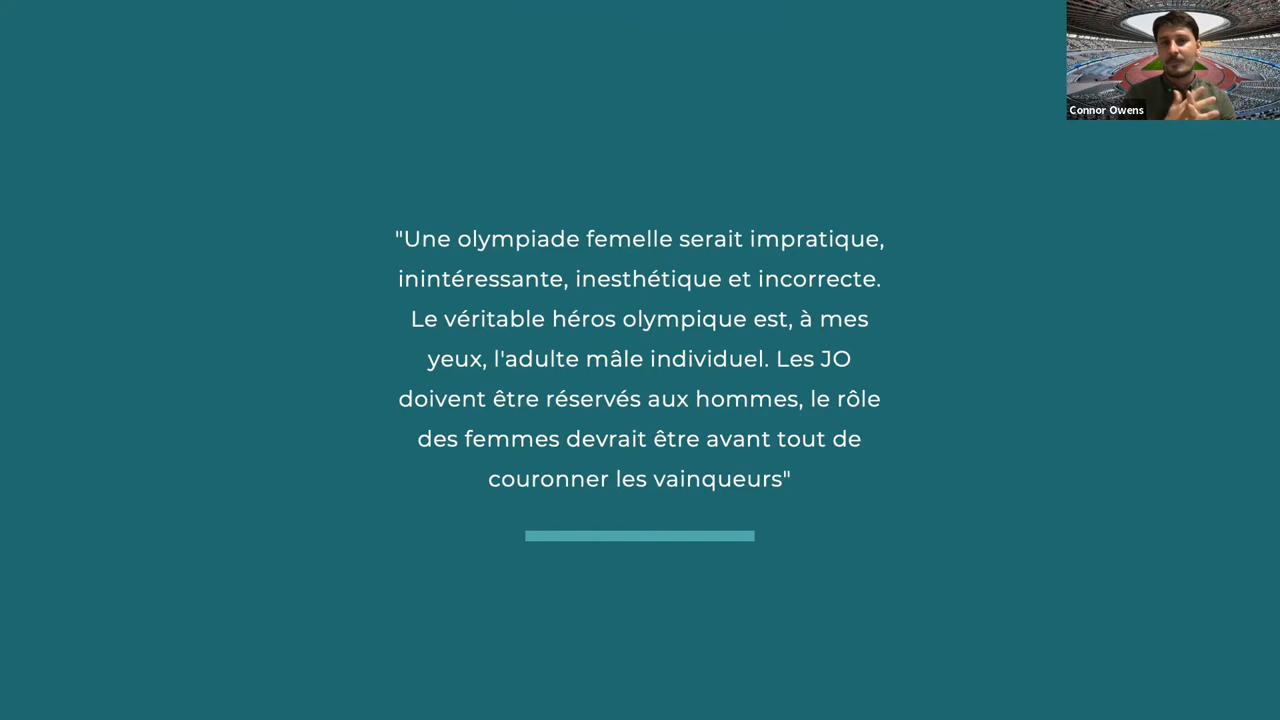 Connor Owens
"Une olympiade femelle serait impratique,
inintéressante, inesthétique et incorrecte.
Le véritable héros olympique est, à mes
yeux, l'adulte mâle individuel. Les JO
doivent être réservés aux hommes, le rôle
des femmes devrait être avant tout de
couronner les vainqueurs"